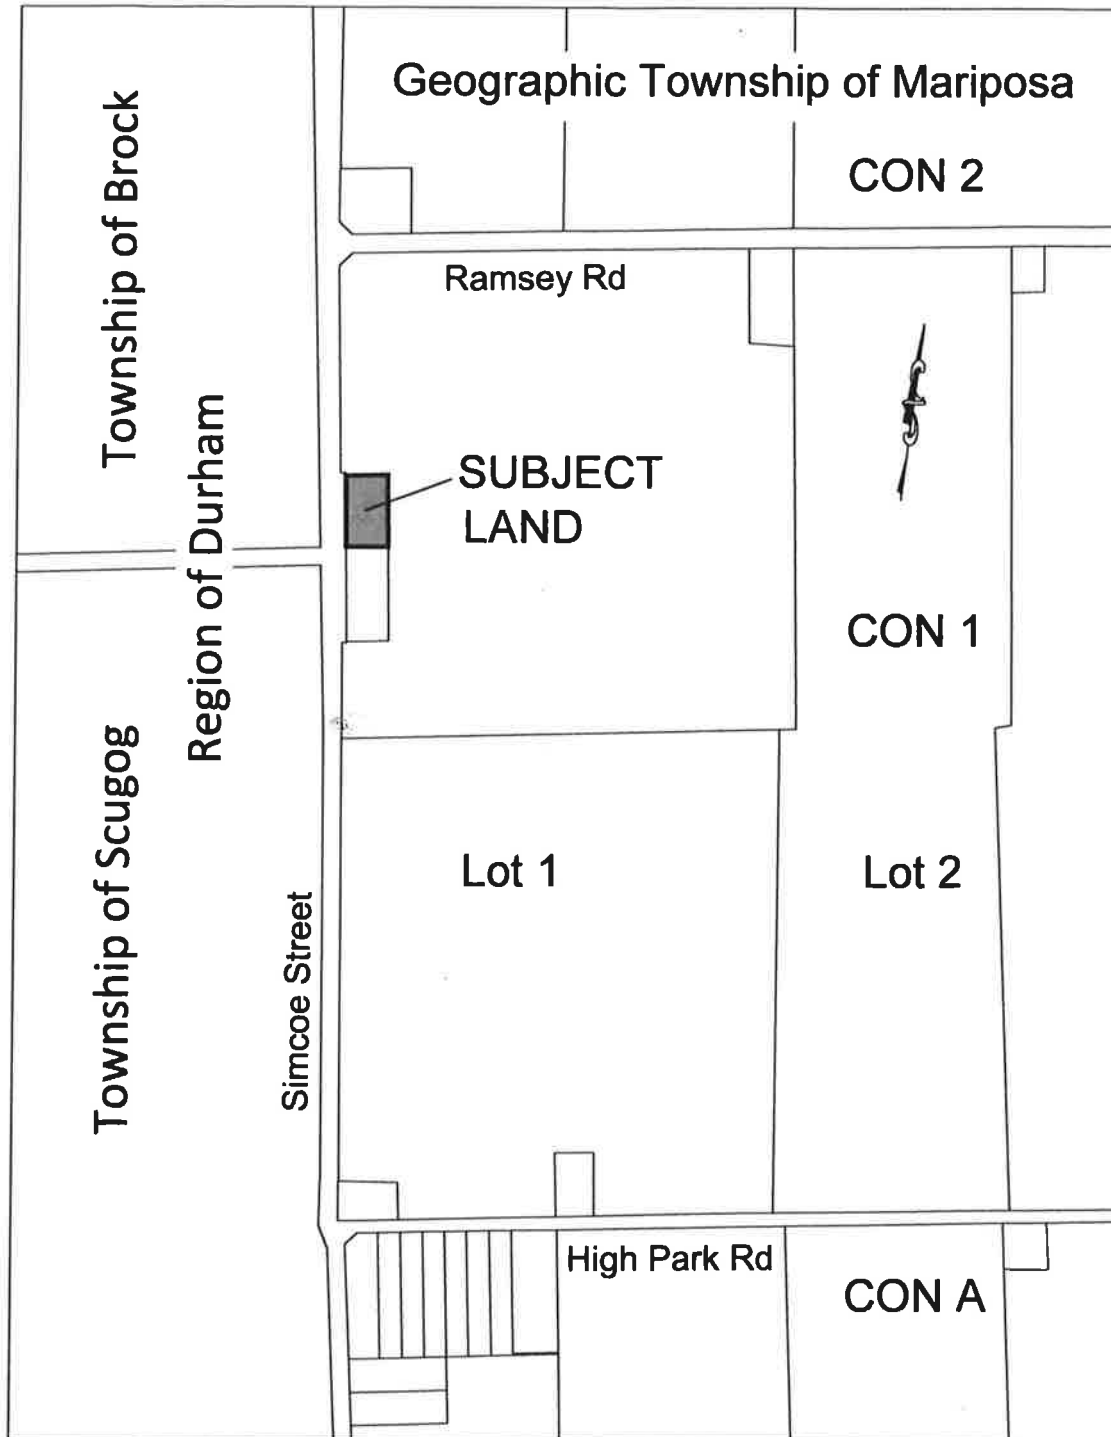 Geographic Township of Mariposa
CON 2
Township of Brock
Ramsey Rd
Region of Durham
SUBJECT
LAND
CON 1
Township of Scugog
Lot 1
Lot 2
Simcoe Street
High Park Rd
CON A